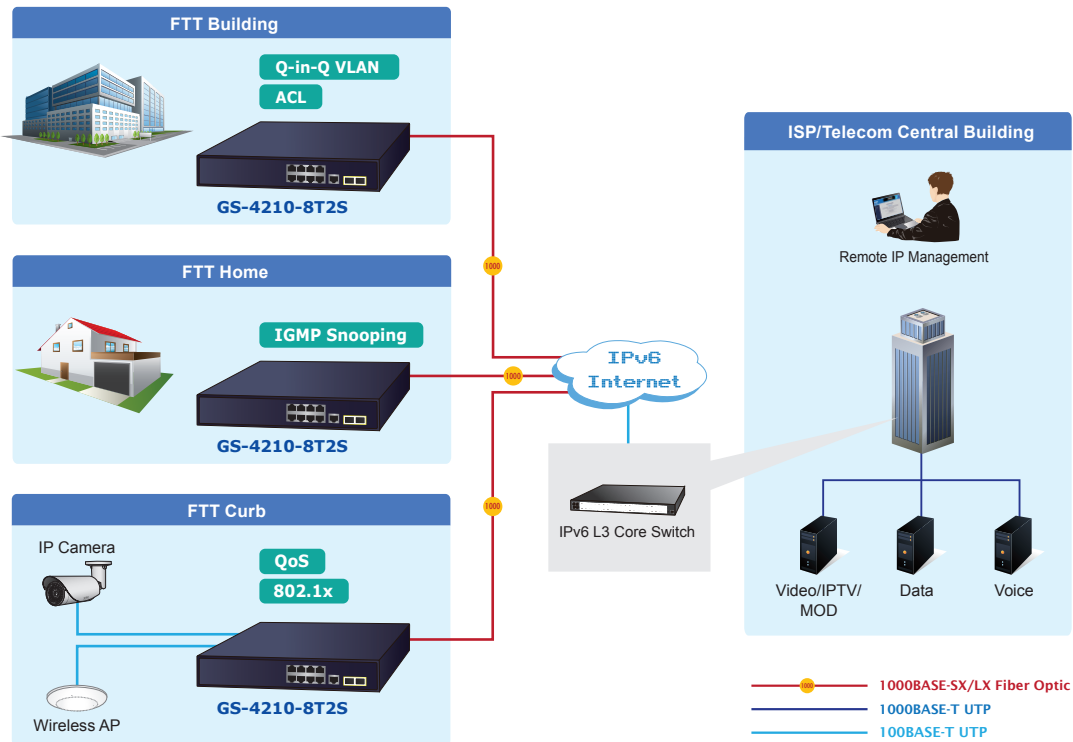 FTT Building
Q-in-Q VLAN
ACL
GS-4210-8T2S
1000
FTT Home
IGMP Snooping
GS-4210-8T2S
1000
FTT Curb
IP Camera
QoS
802.1x
GS-4210-8T2S
Wireless AP
1000
IPv6
Internet
IPv6 L3 Core Switch
ISP/Telecom Central Building
Remote IP Management
Video/IPTV/
MOD
Data
Voice
1000
1000BASE-SX/LX Fiber Optic
1000BASE-T UTP
100BASE-T UTP